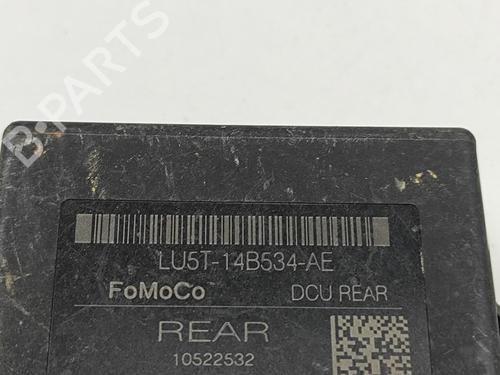 B-PARTS
LU5T-14B534-AE
FoMoCo DCU REAR
REAR
10522532